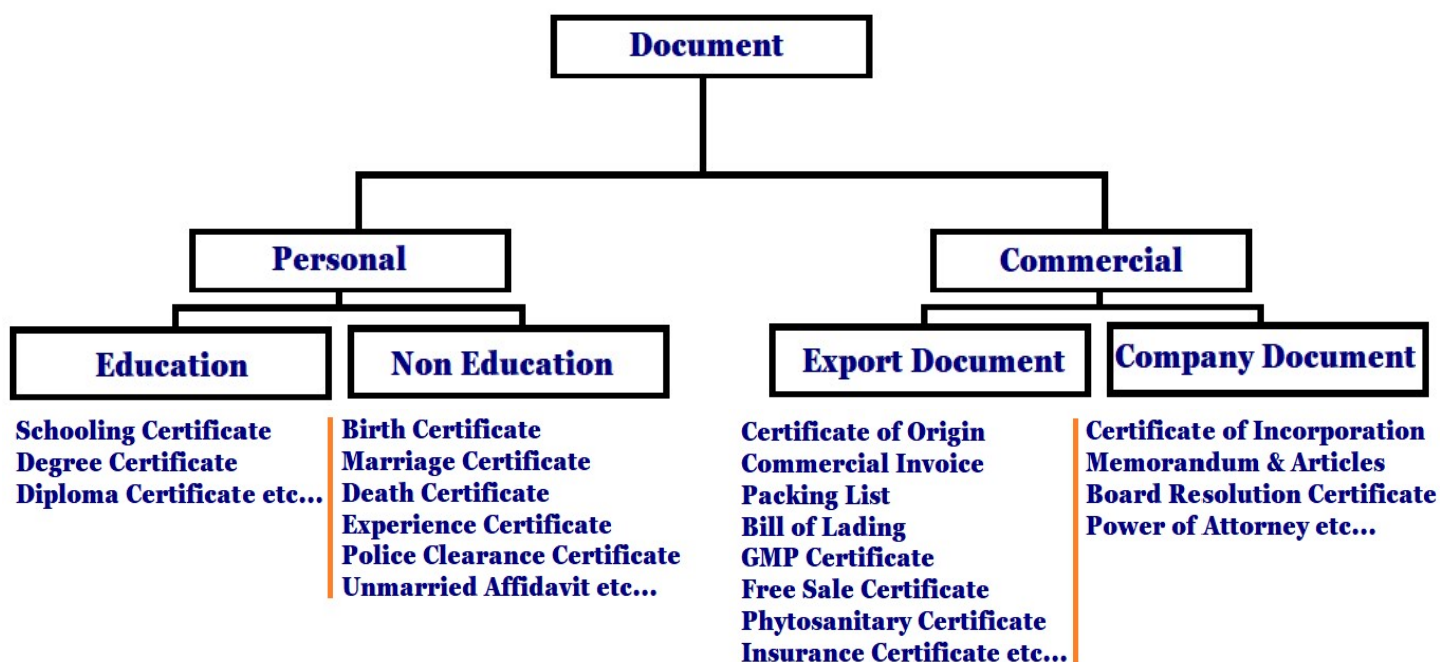 Document
Personal
Commercial
Education
Non Education
Export Document
Company Document
Schooling Certificate
Degree Certificate
Diploma Certificate etc...
Birth Certificate
Marriage Certificate
Death Certificate
Experience Certificate
Police Clearance Certificate
Unmarried Affidavit etc...
Certificate of Origin
Commercial Invoice
Packing List
Bill of Lading
GMP Certificate
Free Sale Certificate
Phytosanitary Certificate
Insurance Certificate etc...
Certificate of Incorporation
Memorandum & Articles
Board Resolution Certificate
Power of Attorney etc...